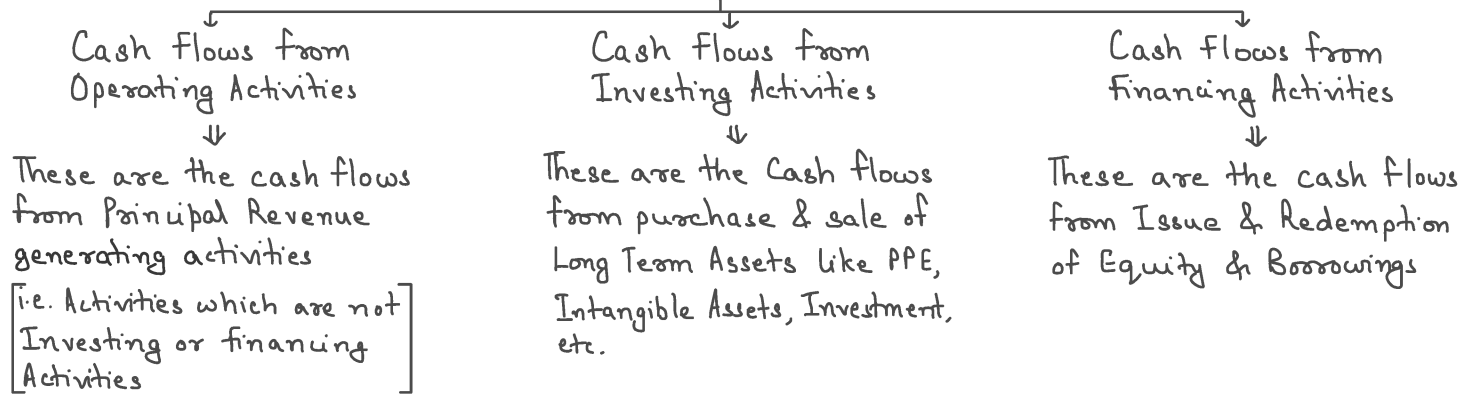 Cash Flows from
Operating Activities
These are the cash flows
from Principal Revenue
generating activities
[i.e. Activities which are not
Investing or financing
Activities]
Cash Flows from
Investing Activities
These are the Cash flows
from purchase & sale of
Long Term Assets like PPE,
Intangible Assets, Investment,
etc.
Cash Flows from
Financing Activities
These are the cash flows
from Issue & Redemption
of Equity & Borrowings